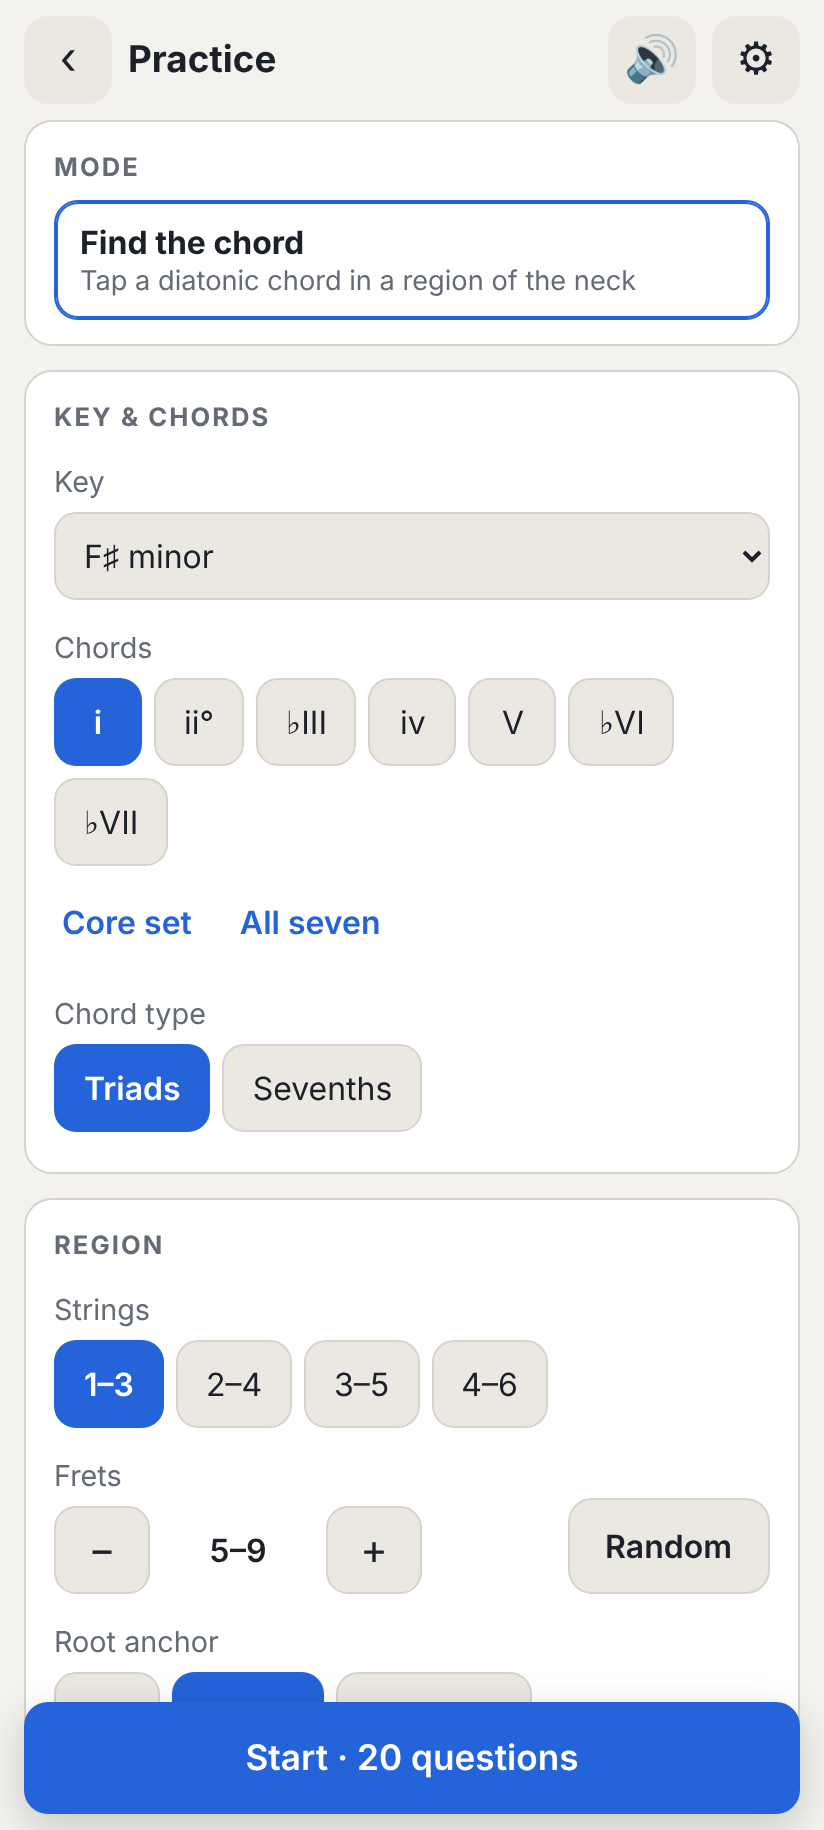 Practice
MODE
Find the chord
Tap a diatonic chord in a region of the neck
KEY & CHORDS
Key
F♯ minor
Chords
i ii° ♭III iv V ♭VI
♭VII
Core set All seven
Chord type
Triads Sevenths
REGION
Strings
1–3 2–4 3–5 4–6
Frets
− 5–9 + Random
Root anchor
Start · 20 questions